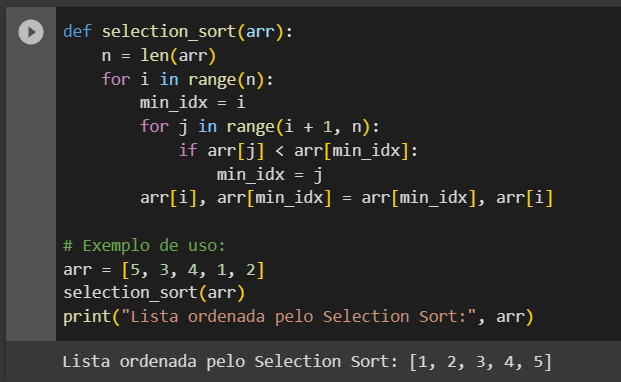 def selection_sort(arr):
    n = len(arr)
    for i in range(n):
        min_idx = i
        for j in range(i + 1, n):
            if arr[j] < arr[min_idx]:
                min_idx = j
        arr[i], arr[min_idx] = arr[min_idx], arr[i]

# Exemplo de uso:
arr = [5, 3, 4, 1, 2]
selection_sort(arr)
print("Lista ordenada pelo Selection Sort:", arr)
Lista ordenada pelo Selection Sort: [1, 2, 3, 4, 5]